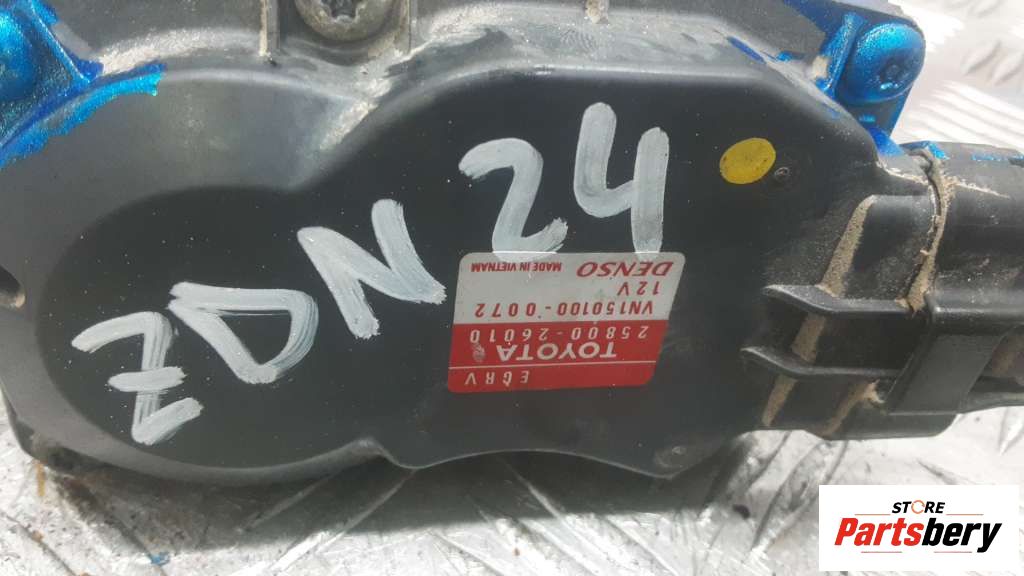 ZDN24
EGRV
TOYOTA
25800-26010
VN150100-0072
12V
DENSO MADE IN VIETNAM
STORE
Partsbery